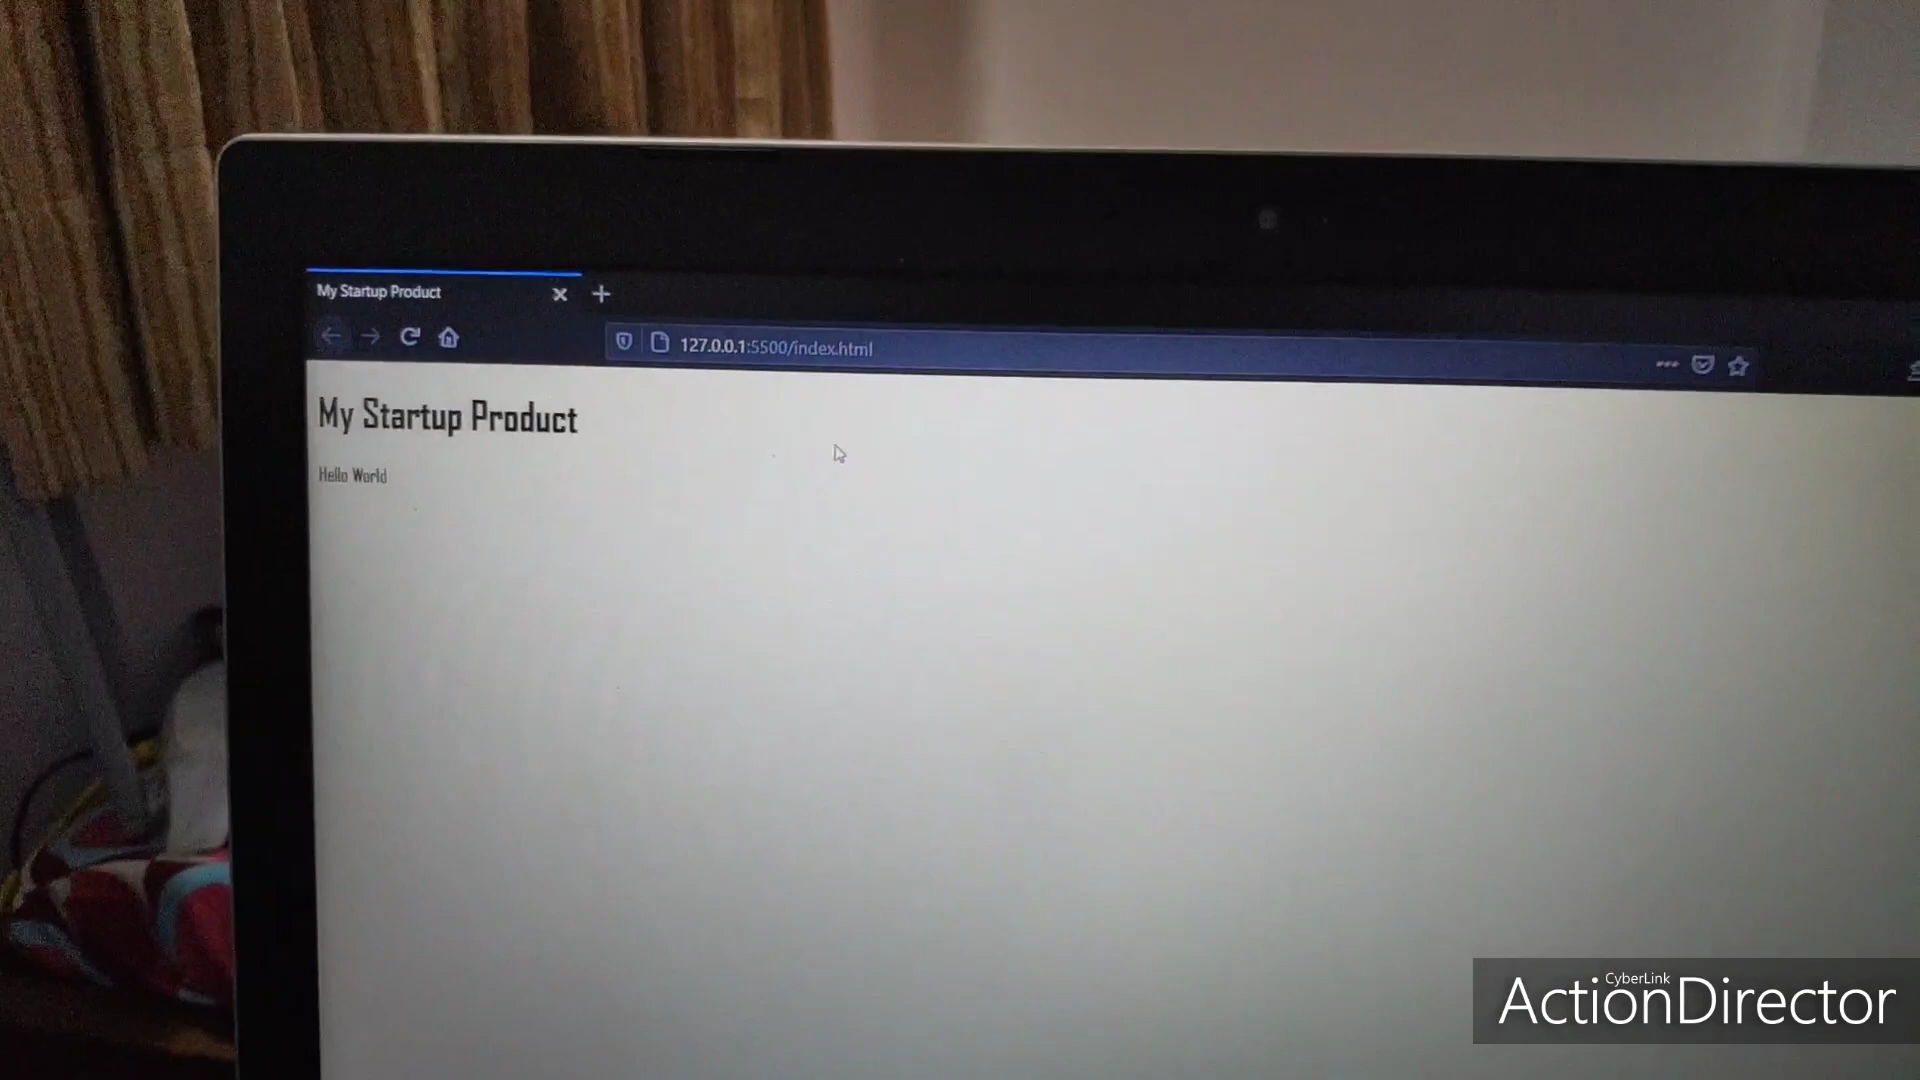 My Startup Product
127.0.0.1:5500/index.html
My Startup Product
Hello World
CyberLink
ActionDirector